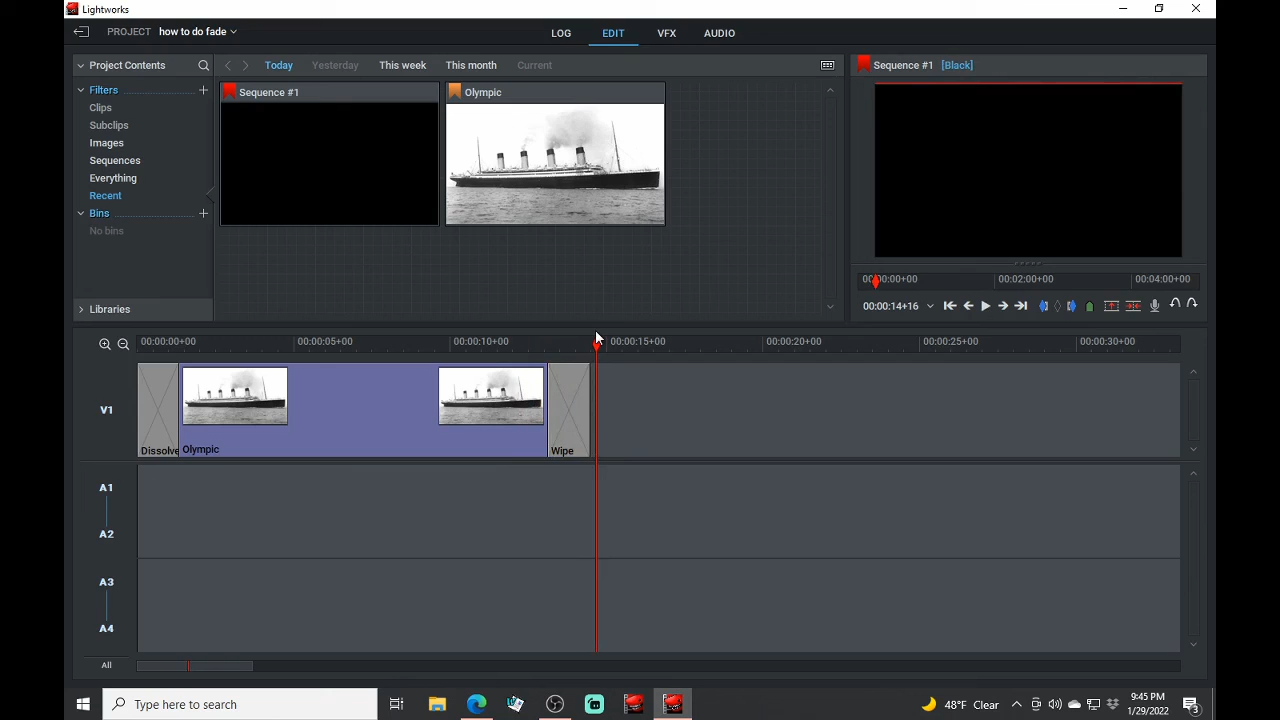 Lightworks
PROJECT how to do fade
LOG EDIT VFX AUDIO
Project Contents
Today Yesterday This week This month Current
Sequence #1 [Black]
Filters
Clips
Subclips
Images
Sequences
Everything
Recent
Bins
No bins
Libraries
Sequence #1
Olympic
00:02:00+00 00:04:00+00
00:00:14+16
00:00:00+00 00:00:05+00 00:00:10+00 00:00:15+00 00:00:20+00 00:00:25+00 00:00:30+00
V1
Dissolve Olympic Wipe
A1
A2
A3
A4
All
Type here to search
48°F Clear
9:45 PM
1/29/2022
3